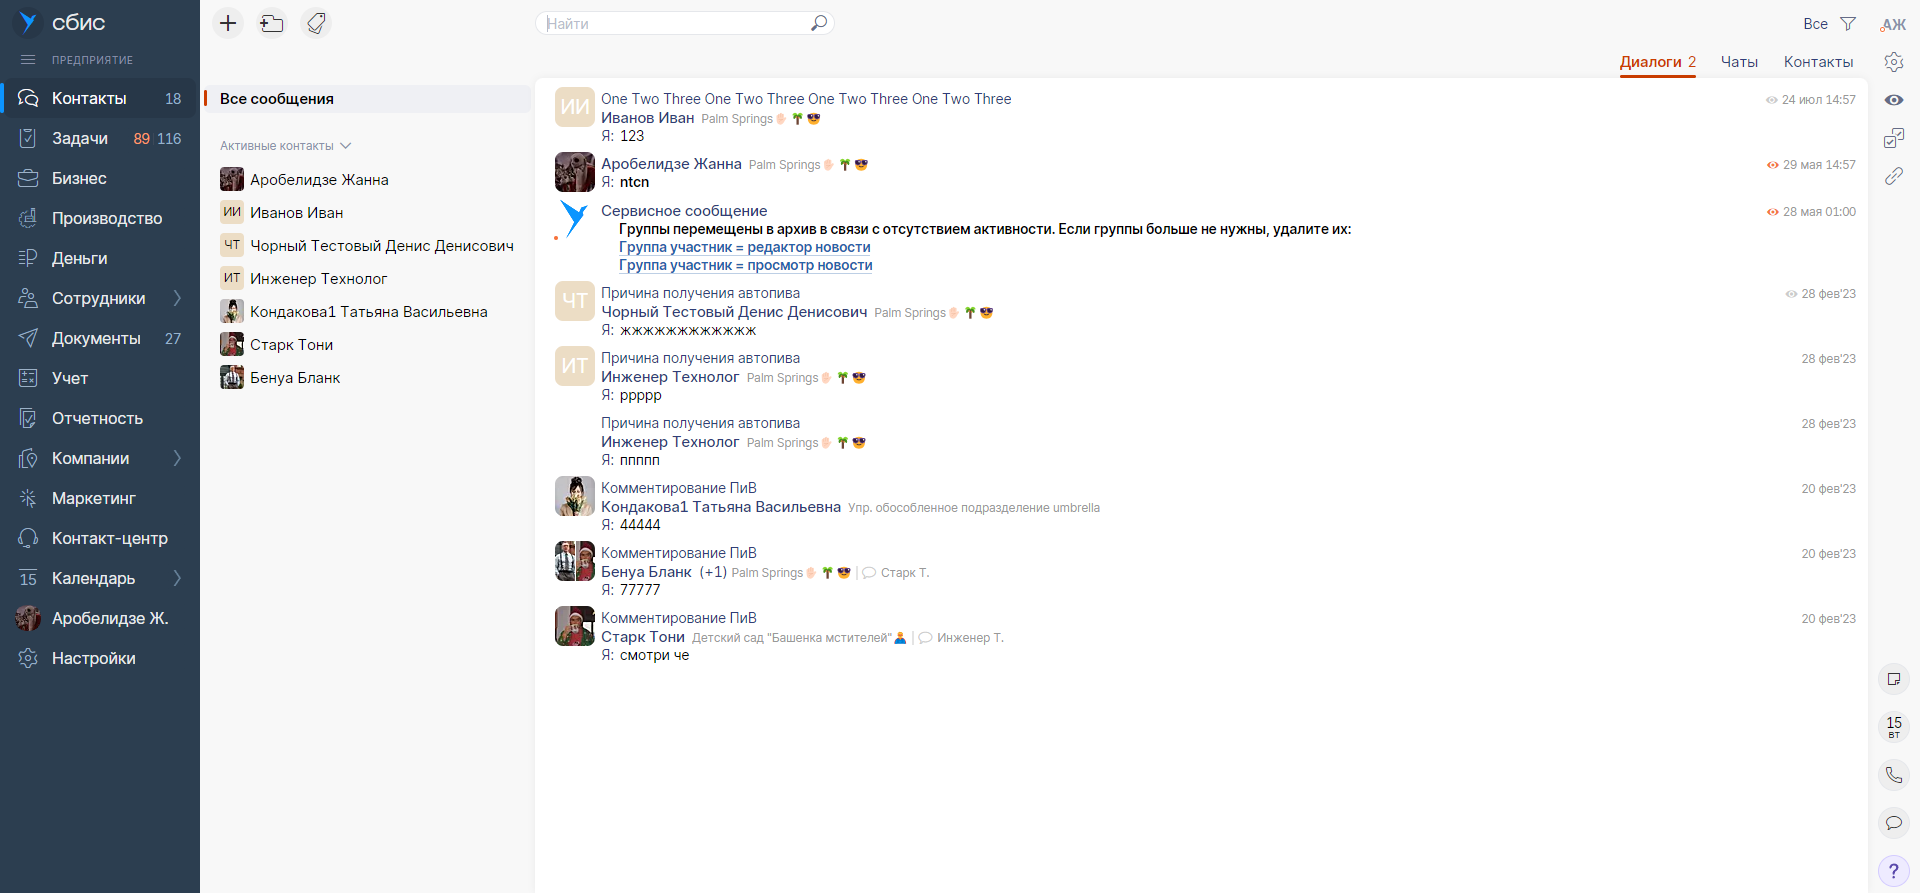 сбис
ПРЕДПРИЯТИЕ
Контакты 18
Задачи 89 116
Бизнес
Производство
Деньги
Сотрудники
Документы 27
Учет
Отчетность
Компании
Маркетинг
Контакт-центр
15 Календарь
Аробелидзе Ж.
Настройки
Все сообщения
Активные контакты
Аробелидзе Жанна
ИИ Иванов Иван
ЧТ Чорный Тестовый Денис Денисович
ИТ Инженер Технолог
Кондакова1 Татьяна Васильевна
Старк Тони
Бенуа Бланк
Найти
Все
Диалоги 2 Чаты Контакты
ИИ
One Two Three One Two Three One Two Three One Two Three 24 июл 14:57
Иванов Иван Palm Springs
Я: 123
Аробелидзе Жанна Palm Springs 29 мая 14:57
Я: ntcn
Сервисное сообщение 28 мая 01:00
Группы перемещены в архив в связи с отсутствием активности. Если группы больше не нужны, удалите их:
Группа участник = редактор новости
Группа участник = просмотр новости
ЧТ
Причина получения автопива 28 фев'23
Чорный Тестовый Денис Денисович Palm Springs
Я: жжжжжжжжжжжж
ИТ
Причина получения автопива 28 фев'23
Инженер Технолог Palm Springs
Я: ррррр
Причина получения автопива 28 фев'23
Инженер Технолог Palm Springs
Я: ппппп
Комментирование ПиВ 20 фев'23
Кондакова1 Татьяна Васильевна Упр. обособленное подразделение umbrella
Я: 44444
Комментирование ПиВ 20 фев'23
Бенуа Бланк (+1) Palm Springs | Старк Т.
Я: 77777
Комментирование ПиВ 20 фев'23
Старк Тони Детский сад "Башенка мстителей" | Инженер Т.
Я: смотри че
АЖ
15
ВТ
?